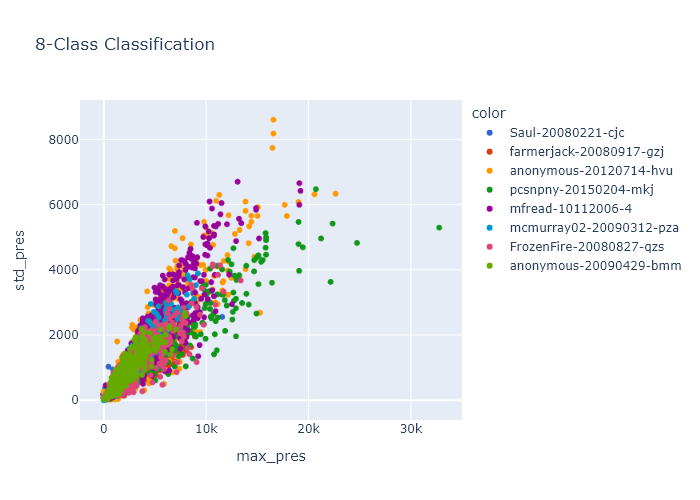 8-Class Classification
color
Saul-20080221-cjc
farmerjack-20080917-gzj
anonymous-20120714-hvu
pcsnpny-20150204-mkj
mfread-10112006-4
mcmurray02-20090312-pza
FrozenFire-20080827-qzs
anonymous-20090429-bmm
std_pres
8000
6000
4000
2000
0
0
10k
20k
30k
max_pres